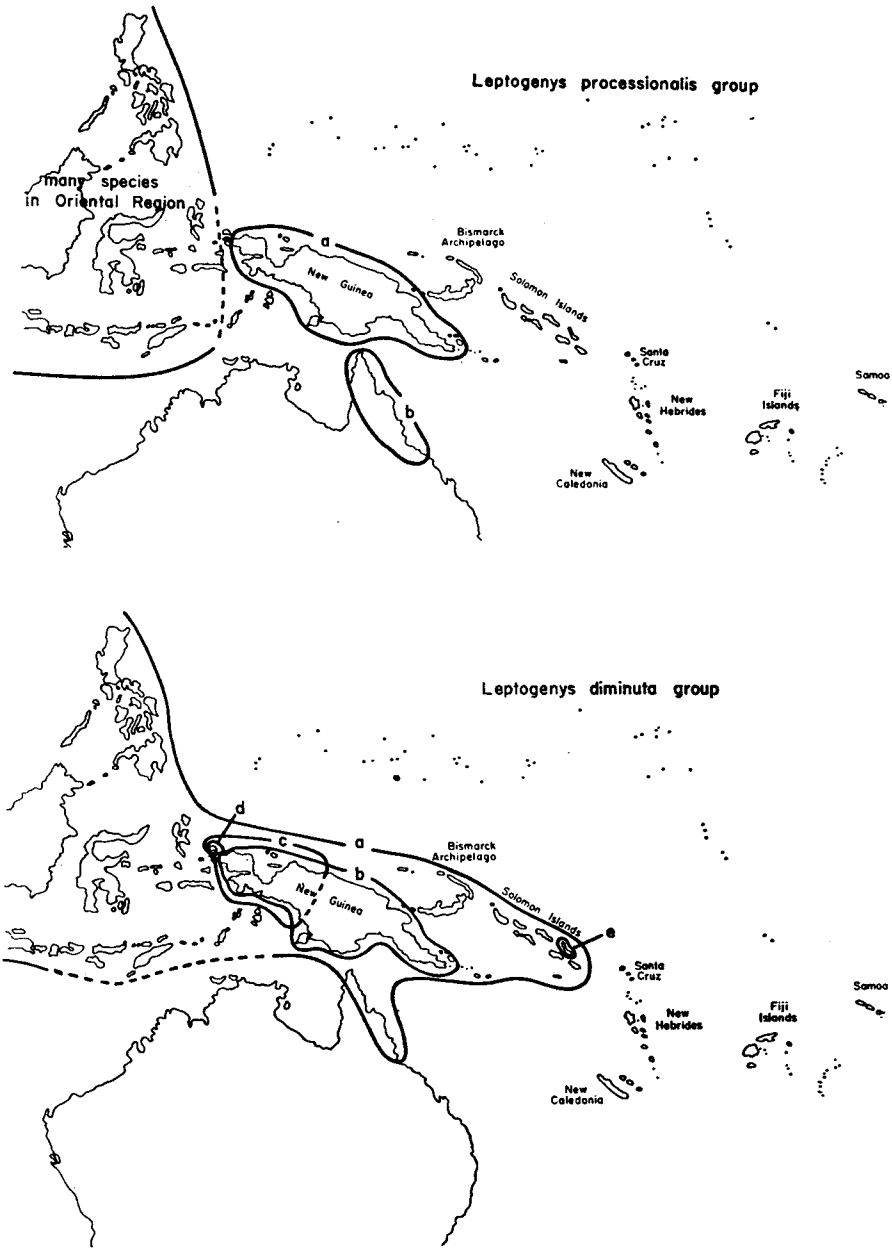 Leptogenys processionalis group
many species
in Oriental Region
a
Bismarck
Archipelago
New
Guinea
Solomon Islands
b
Santa
Cruz
New
Hebrides
Fiji
Islands
Samoa
New
Caledonia
Leptogenys diminuta group
d
c
a
b
Bismarck
Archipelago
New
Guinea
Solomon Islands
e
Santa
Cruz
New
Hebrides
Fiji
Islands
Samoa
New
Caledonia